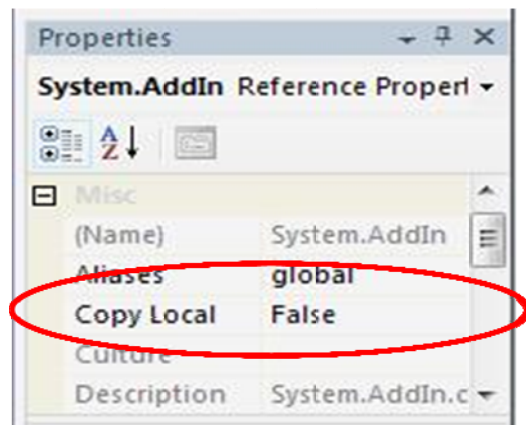 Properties
System.AddIn Reference Propert
A
Z
Misc
(Name) System.AddIn
Aliases global
Copy Local False
Culture
Description System.AddIn.c